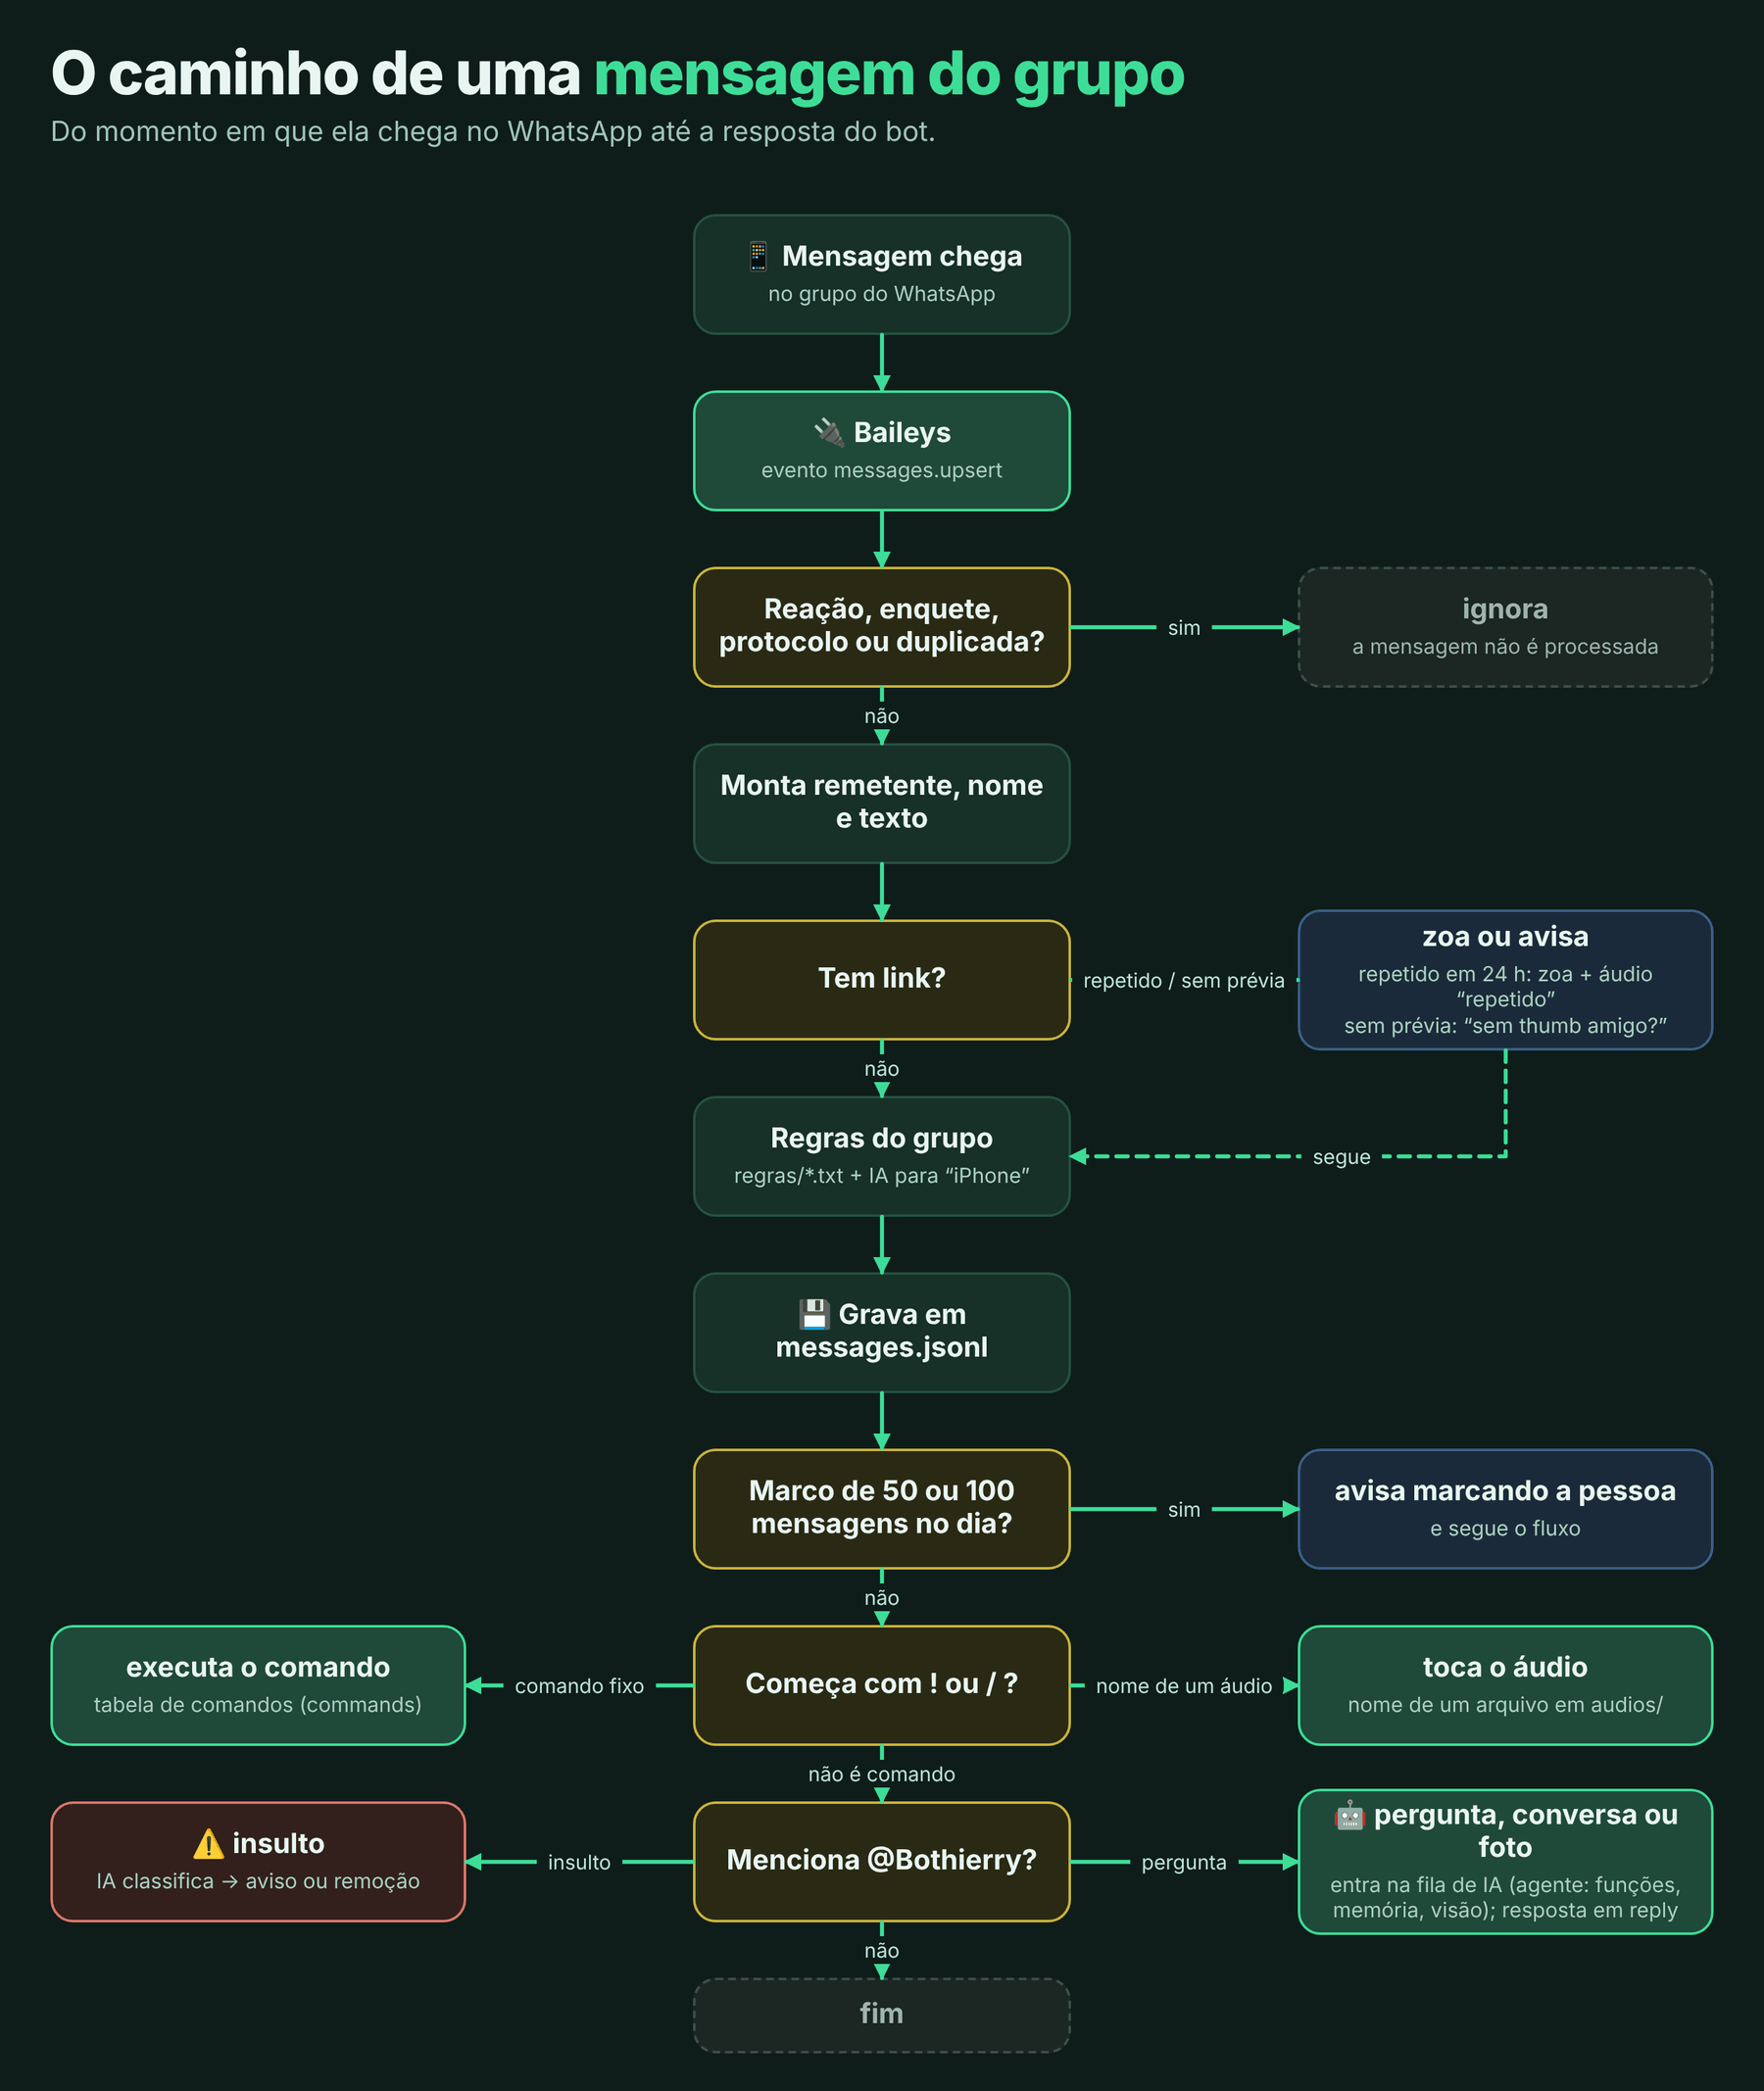 O caminho de uma mensagem do grupo
Do momento em que ela chega no WhatsApp até a resposta do bot.
📱 Mensagem chega
no grupo do WhatsApp
🔌 Baileys
evento messages.upsert
Reação, enquete,
protocolo ou duplicada?
sim
ignora
a mensagem não é processada
não
Monta remetente, nome
e texto
Tem link?
repetido / sem prévia
zoa ou avisa
repetido em 24 h: zoa + áudio
“repetido”
sem prévia: “sem thumb amigo?”
não
Regras do grupo
regras/*.txt + IA para “iPhone”
segue
💾 Grava em
messages.jsonl
Marco de 50 ou 100
mensagens no dia?
sim
avisa marcando a pessoa
e segue o fluxo
não
executa o comando
tabela de comandos (commands)
comando fixo
Começa com ! ou / ?
nome de um áudio
toca o áudio
nome de um arquivo em audios/
não é comando
⚠️ insulto
IA classifica → aviso ou remoção
insulto
Menciona @Bothierry?
pergunta
🤖 pergunta, conversa ou
foto
entra na fila de IA (agente: funções,
memória, visão); resposta em reply
não
fim